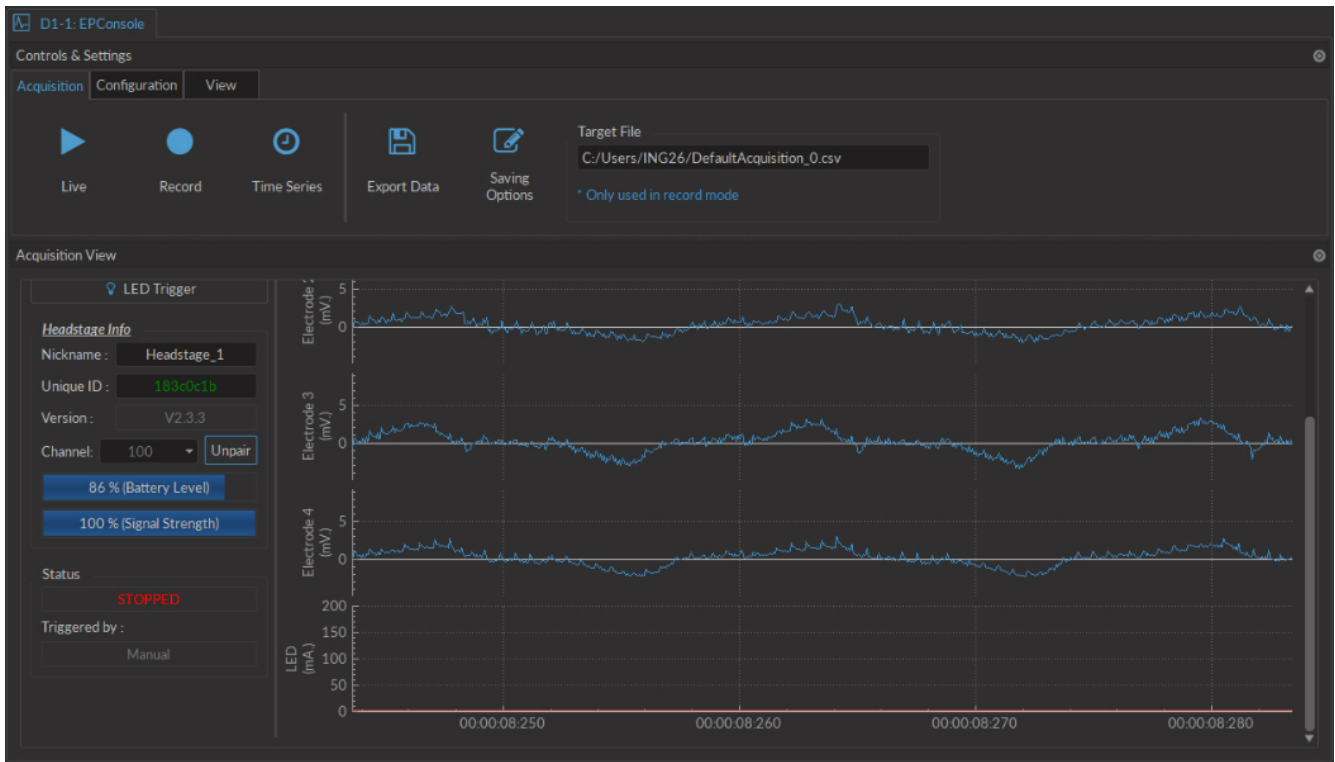 D1-1: EPConsole
Controls & Settings
Acquisition Configuration View
Live Record Time Series Export Data Saving Options
Target File
C:/Users/ING26/DefaultAcquisition_0.csv
* Only used in record mode
Acquisition View
LED Trigger
Headstage Info
Nickname : Headstage_1
Unique ID : 183c0c1b
Version : V2.3.3
Channel: 100 Unpair
86 % (Battery Level)
100 % (Signal Strength)
Status
STOPPED
Triggered by :
Manual
Electrode
(mV.)
5
0
Electrode 3
(mV.)
5
0
Electrode 4
(mV.)
5
0
LED
(mA.)
200
150
100
50
0
00:00:08:250 00:00:08:260 00:00:08:270 00:00:08:280